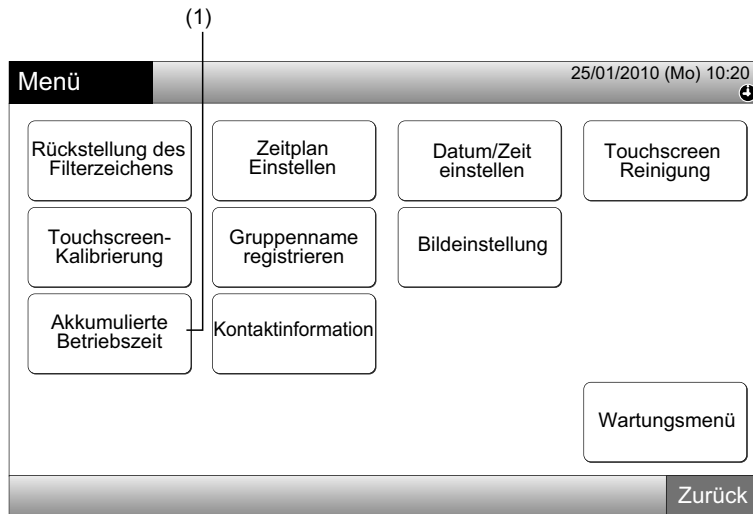 (1)
Menü
25/01/2010 (Mo) 10:20
Rückstellung des
Filterzeichens
Zeitplan
Einstellen
Datum/Zeit
einstellen
Touchscreen
Reinigung
Touchscreen-
Kalibrierung
Gruppenname
registrieren
Bildeinstellung
Akkumulierte
Betriebszeit
Kontaktinformation
Wartungsmenü
Zurück